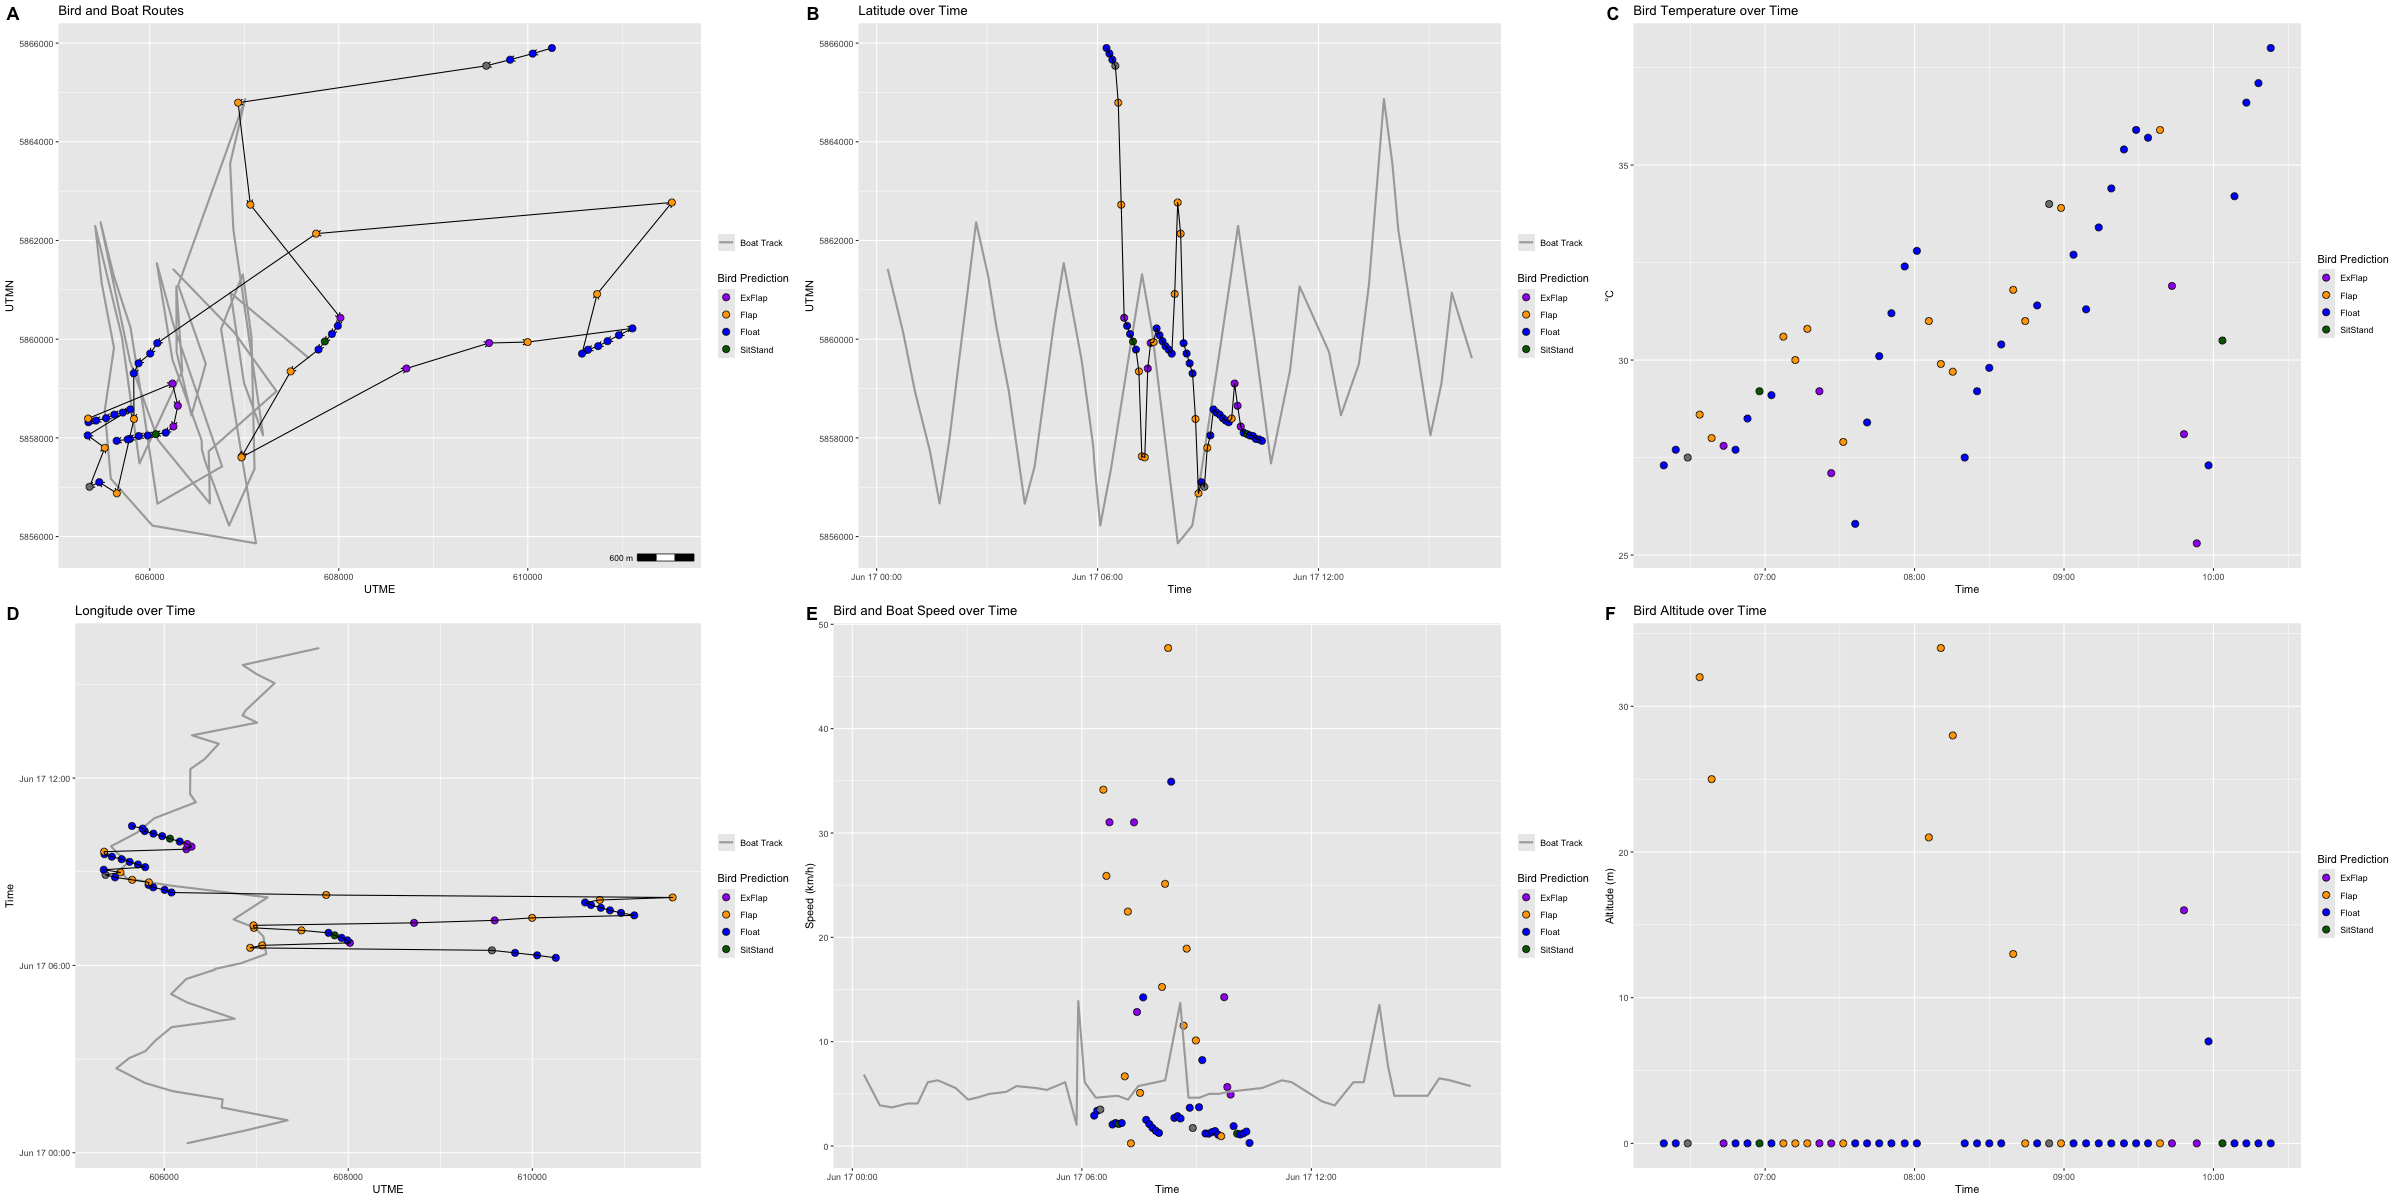 A Bird and Boat Routes
5866000
5864000
5862000
5860000
5858000
5856000
UTMN
606000 608000 610000
UTME
600 m
Boat Track
Bird Prediction
ExFlap
Flap
Float
SitStand
B Latitude over Time
5866000
5864000
5862000
5860000
5858000
5856000
UTMN
Jun 17 00:00 Jun 17 06:00 Jun 17 12:00
Time
Boat Track
Bird Prediction
ExFlap
Flap
Float
SitStand
C Bird Temperature over Time
35
30
25
°C
07:00 08:00 09:00 10:00
Time
Bird Prediction
ExFlap
Flap
Float
SitStand
D Longitude over Time
Jun 17 12:00
Jun 17 06:00
Jun 17 00:00
Time
606000 608000 610000
UTME
Boat Track
Bird Prediction
ExFlap
Flap
Float
SitStand
E Bird and Boat Speed over Time
50
40
30
20
10
0
Speed (km/h)
Jun 17 00:00 Jun 17 06:00 Jun 17 12:00
Time
Boat Track
Bird Prediction
ExFlap
Flap
Float
SitStand
F Bird Altitude over Time
30
20
10
0
Altitude (m)
07:00 08:00 09:00 10:00
Time
Bird Prediction
ExFlap
Flap
Float
SitStand